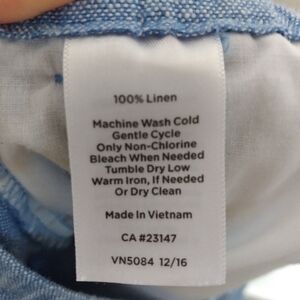 100% Linen
Machine Wash Cold
Gentle Cycle
Only Non-Chlorine
Bleach When Needed
Tumble Dry Low
Warm Iron, If Needed
Or Dry Clean
Made In Vietnam
CA #23147
VN5084 12/16